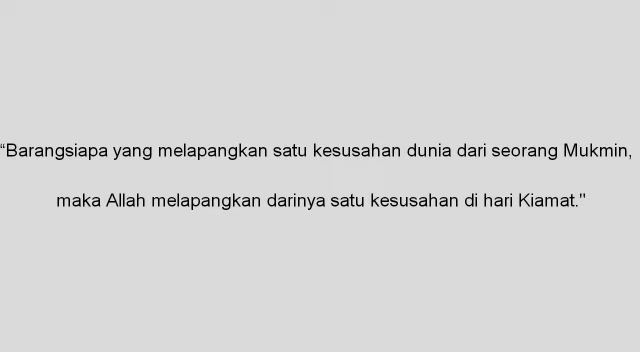 “Barangsiapa yang melapangkan satu kesusahan dunia dari seorang Mukmin,
maka Allah melapangkan darinya satu kesusahan di hari Kiamat."